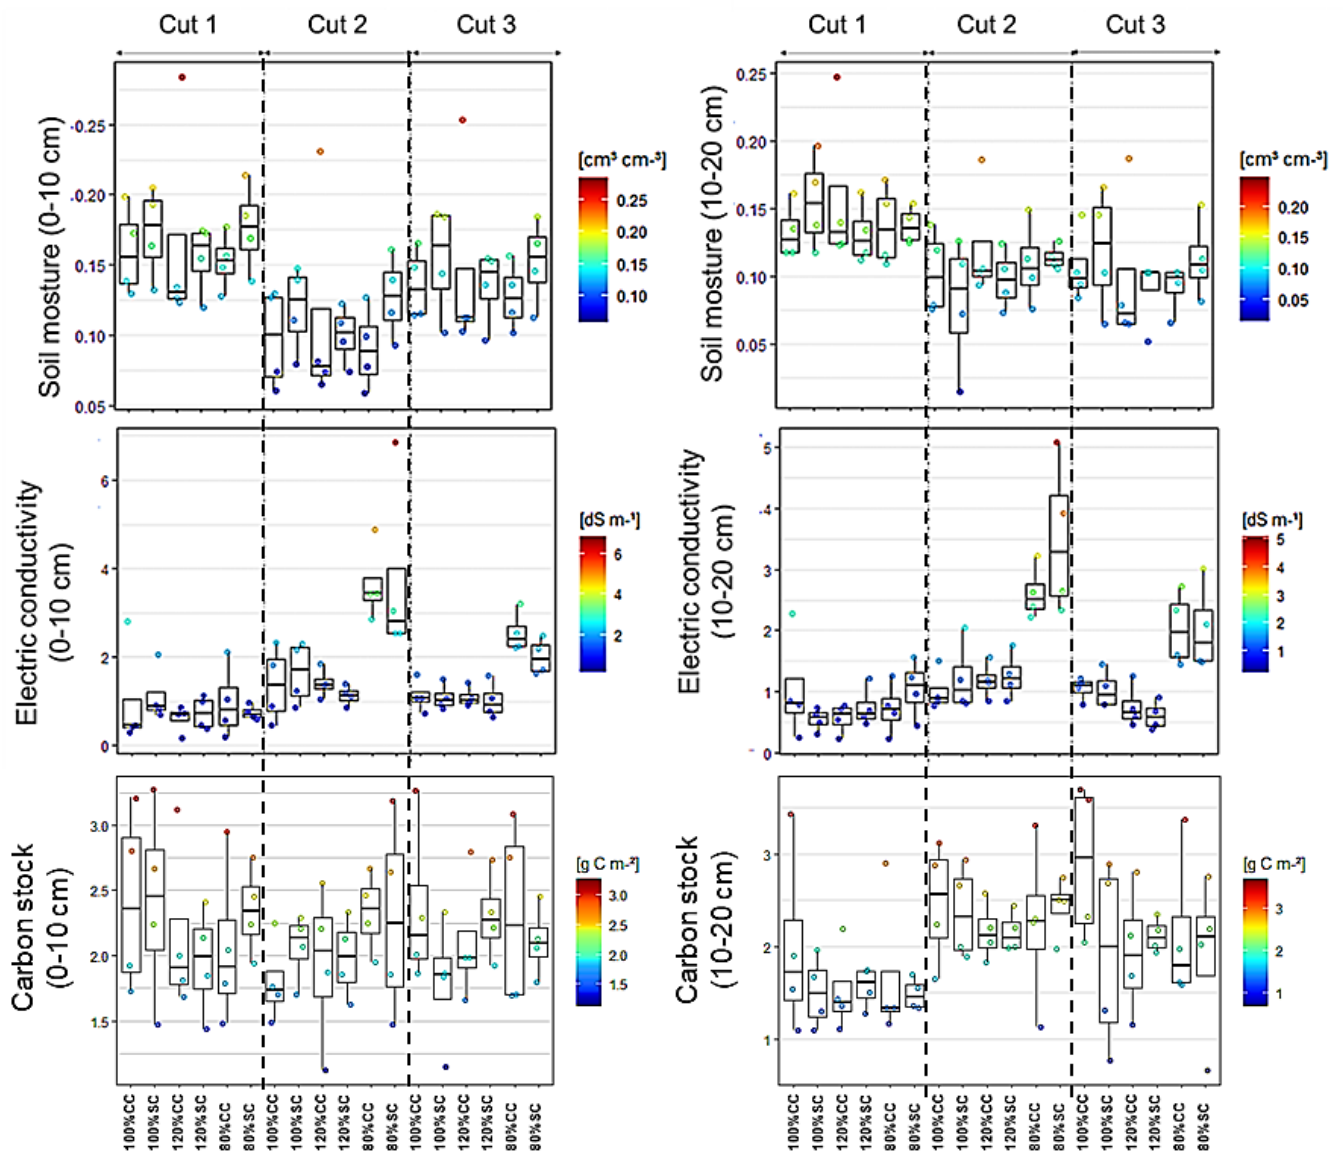 Cut 1 Cut 2 Cut 3
Soil mosture (0-10 cm)
0.25
0.20
0.15
0.10
0.05
[cm³ cm-³]
0.25
0.20
0.15
0.10
Cut 1 Cut 2 Cut 3
Soil mosture (10-20 cm)
0.25
0.20
0.15
0.10
0.05
[cm³ cm-³]
0.20
0.15
0.10
0.05
Electric conductivity
(0-10 cm)
6
4
2
0
[dS m-¹]
6
4
2
Electric conductivity
(10-20 cm)
5
4
3
2
1
0
[dS m-¹]
5
4
3
2
1
Carbon stock
(0-10 cm)
3.0
2.5
2.0
1.5
[g C m-²]
3.0
2.5
2.0
1.5
Carbon stock
(10-20 cm)
3
2
1
[g C m-²]
3
2
1
100%CC
100%SC
120%CC
120%SC
80%CC
80%SC
100%CC
100%SC
120%CC
120%SC
80%CC
80%SC
100%CC
100%SC
120%CC
120%SC
80%CC
80%SC
100%CC
100%SC
120%CC
120%SC
80%CC
80%SC
100%CC
100%SC
120%CC
120%SC
80%CC
80%SC
100%CC
100%SC
120%CC
120%SC
80%CC
80%SC